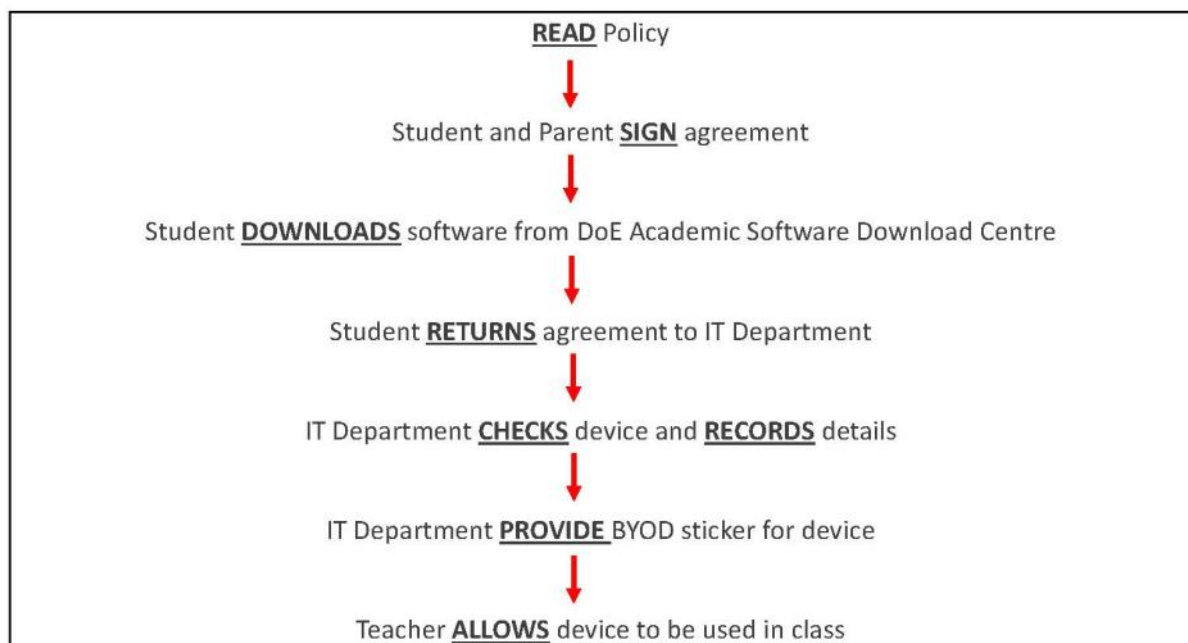 READ Policy
Student and Parent SIGN agreement
Student DOWNLOADS software from DoE Academic Software Download Centre
Student RETURNS agreement to IT Department
IT Department CHECKS device and RECORDS details
IT Department PROVIDE BYOD sticker for device
Teacher ALLOWS device to be used in class